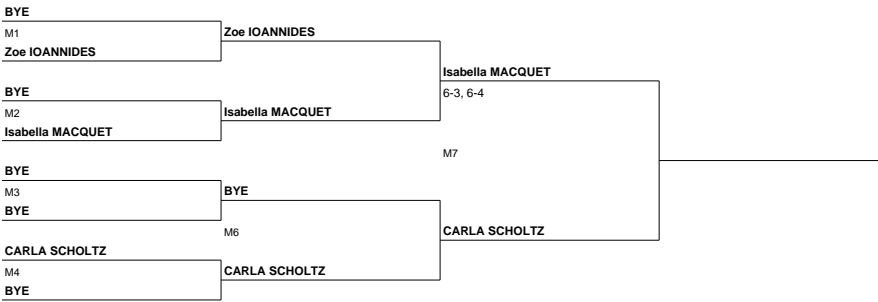 BYE
M1
Zoe IOANNIDES
Zoe IOANNIDES
BYE
M2
Isabella MACQUET
Isabella MACQUET
Isabella MACQUET
6-3, 6-4
M7
BYE
M3
BYE
BYE
M6
CARLA SCHOLTZ
M4
BYE
CARLA SCHOLTZ
CARLA SCHOLTZ